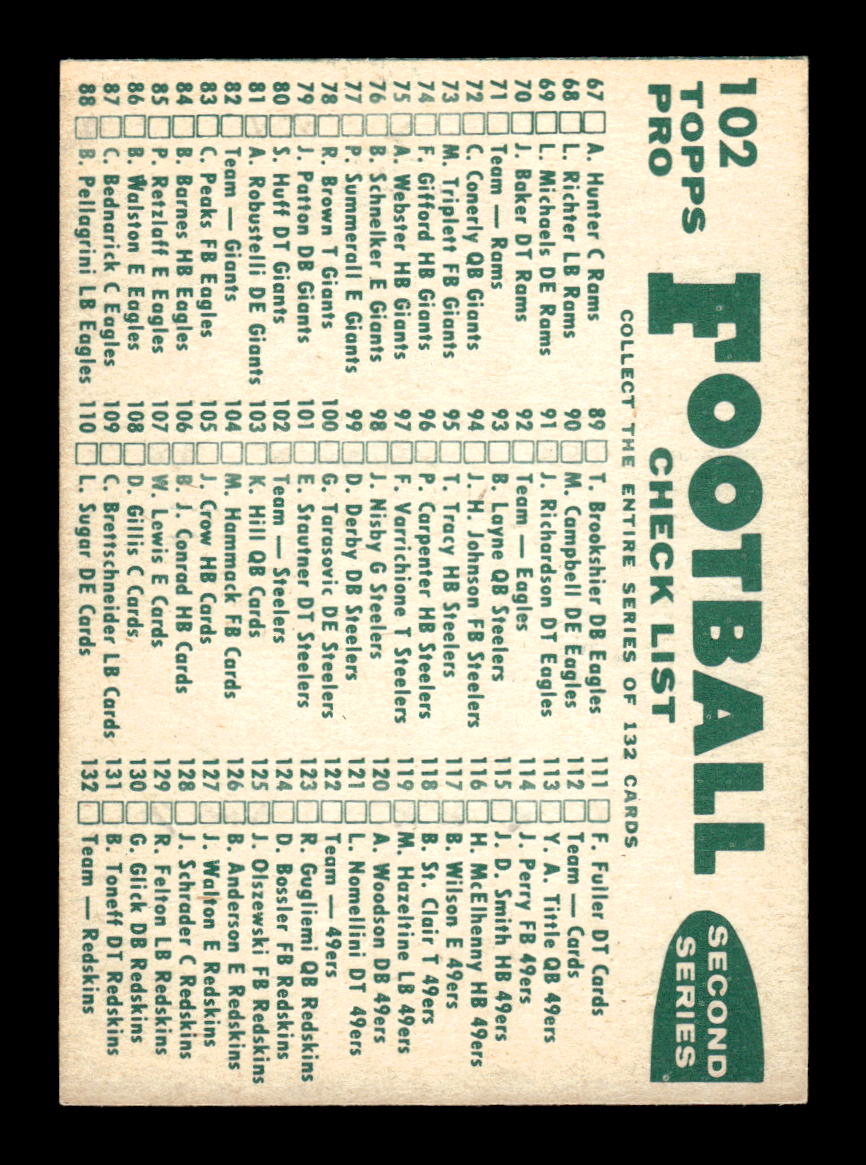 102
TOPPS
PRO
FOOTBALL
CHECK LIST
SECOND
SERIES
COLLECT THE ENTIRE SERIES OF 132 CARDS
67 A. Hunter C Rams
68 L. Richter LB Rams
69 L. Michaels DE Rams
70 J. Baker DT Rams
71 Team — Rams
72 C. Conerly QB Giants
73 M. Triplett FB Giants
74 F. Gifford HB Giants
75 A. Webster HB Giants
76 B. Schnelker E Giants
77 P. Summerall E Giants
78 R. Brown T Giants
79 J. Patton DB Giants
80 S. Huff DT Giants
81 A. Robustelli DE Giants
82 Team — Giants
83 C. Peaks FB Eagles
84 B. Barnes HB Eagles
85 P. Retzlaff E Eagles
86 B. Walston E Eagles
87 C. Bednarick C Eagles
88 B. Pellagrini LB Eagles
89 T. Brookshier DB Eagles
90 M. Campbell DE Eagles
91 J. Richardson DT Eagles
92 Team — Eagles
93 B. Layne QB Steelers
94 J. H. Johnson FB Steelers
95 T. Tracy HB Steelers
96 P. Carpenter HB Steelers
97 F. Varrichione T Steelers
98 J. Nisby G Steelers
99 D. Derby DB Steelers
100 G. Tarasovic DE Steelers
101 E. Stautner DT Steelers
102 Team — Steelers
103 K. Hill QB Cards
104 M. Hammack FB Cards
105 J. Crow HB Cards
106 B. J. Conrad HB Cards
107 W. Lewis E Cards
108 D. Gillis C Cards
109 C. Brettschneider LB Cards
110 L. Sugar DE Cards
111 F. Fuller DT Cards
112 Team — Cards
113 Y. A. Tittle QB 49ers
114 J. Perry FB 49ers
115 J. D. Smith HB 49ers
116 H. McElhenny HB 49ers
117 B. Wilson E 49ers
118 B. St. Clair T 49ers
119 M. Hazeltine LB 49ers
120 A. Woodson DB 49ers
121 L. Nomellini DT 49ers
122 Team — 49ers
123 R. Gugliemi QB Redskins
124 D. Bossler FB Redskins
125 J. Olszewski FB Redskins
126 B. Anderson E Redskins
127 J. Walton E Redskins
128 J. Schrader C Redskins
129 R. Felton LB Redskins
130 G. Glick DB Redskins
131 B. Toneff DT Redskins
132 Team — Redskins